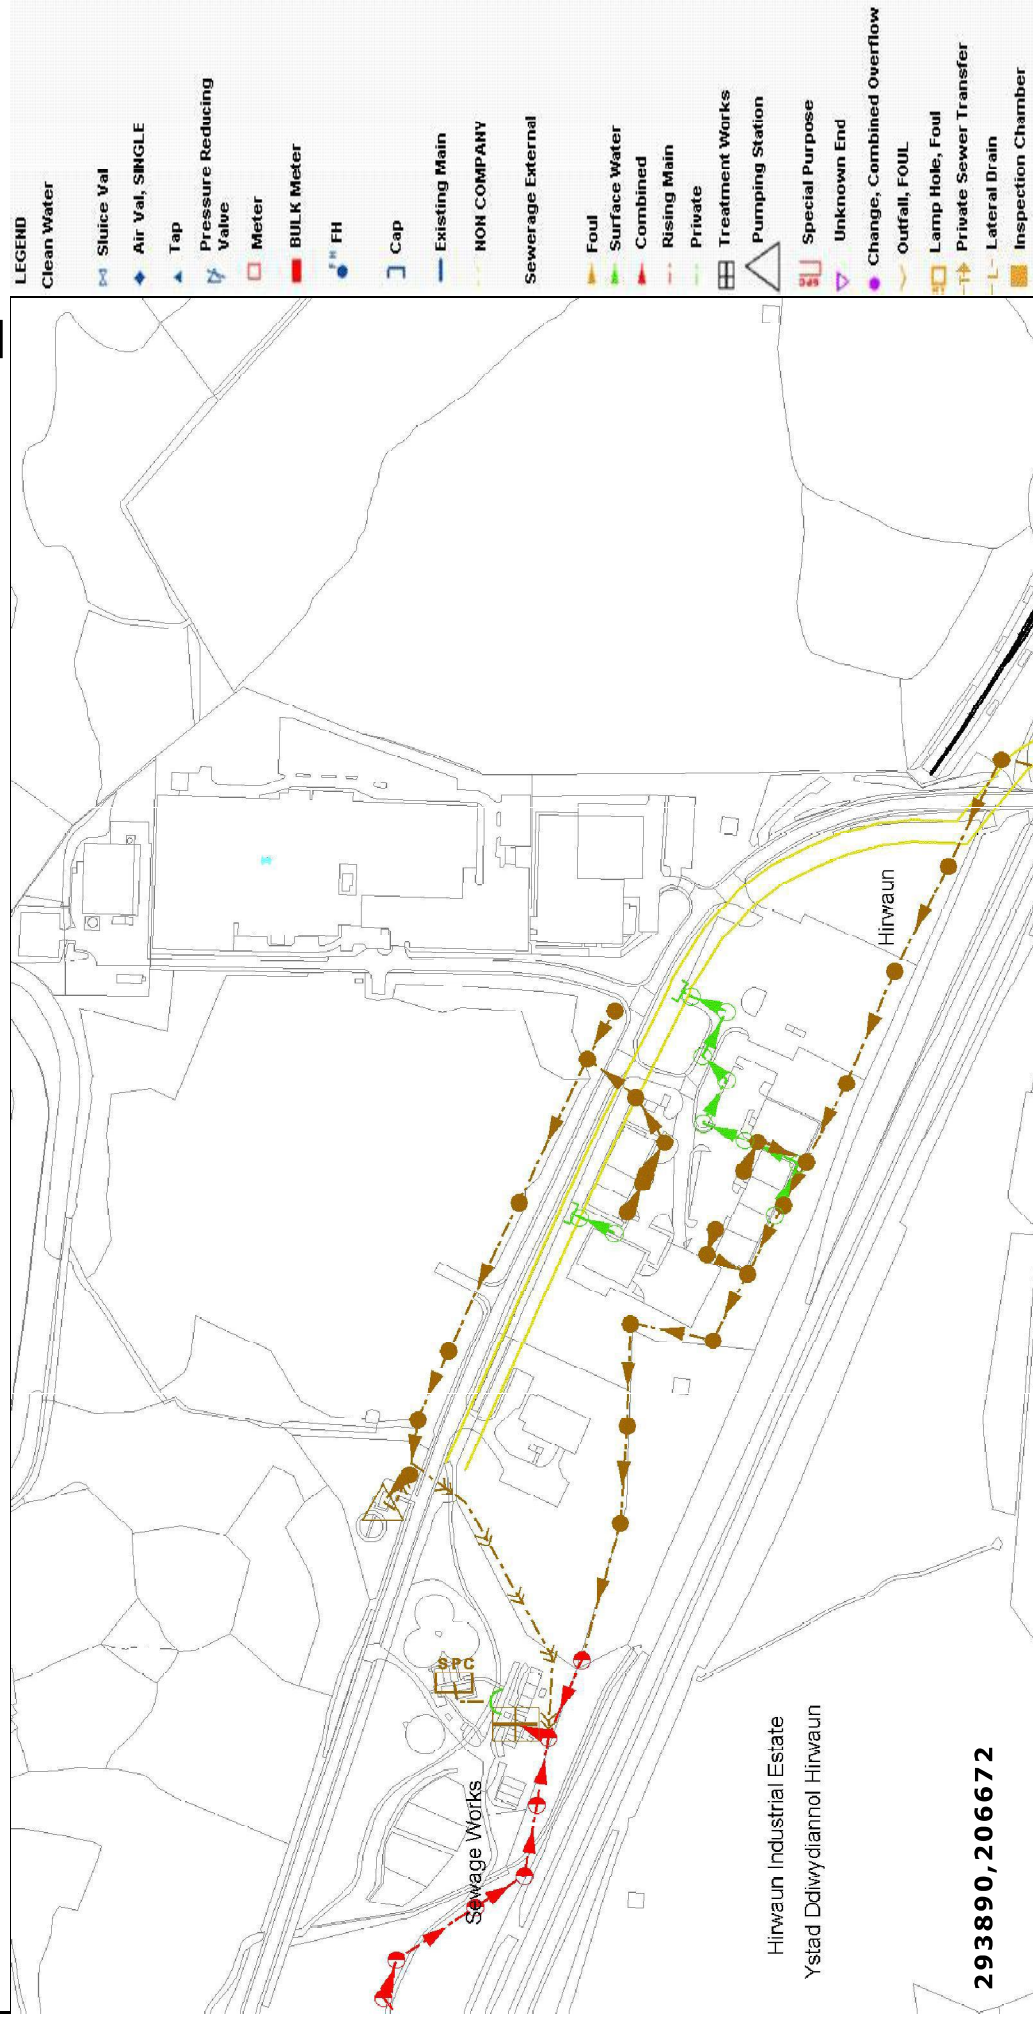 LEGEND
Clean Water
Sluice Val
Air Val, SINGLE
Tap
Pressure Reducing
Valve
Meter
BULK Meter
FH
FH
Cap
Existing Main
NON COMPANY
Sewerage External
Foul
Surface Water
Combined
Rising Main
Private
Treatment Works
Pumping Station
Special Purpose
Unknown End
Change, Combined Overflow
Outfall, FOUL
Lamp Hole, Foul
Private Sewer Transfer
Lateral Drain
Inspection Chamber
Hirwaun
SPC
Sewage Works
Hirwaun Industrial Estate
Ystad Ddiwydiannol Hirwaun
293890,206672